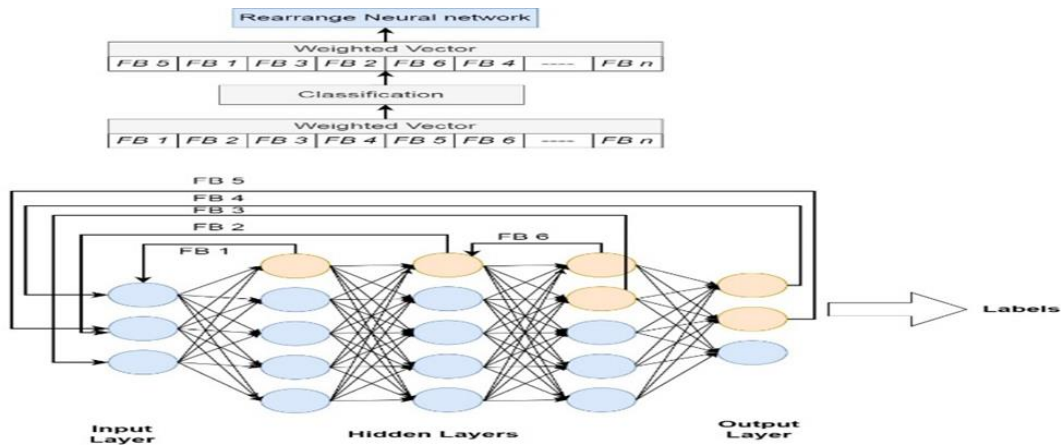 Rearrange Neural network
Weighted Vector
FB 5 FB 1 FB 3 FB 2 FB 6 FB 4 ---- FB n
Classification
Weighted Vector
FB 1 FB 2 FB 3 FB 4 FB 5 FB 6 ---- FB n
FB 5
FB 4
FB 3
FB 2
FB 1
FB 6
Labels
Input
Layer
Hidden Layers
Output
Layer